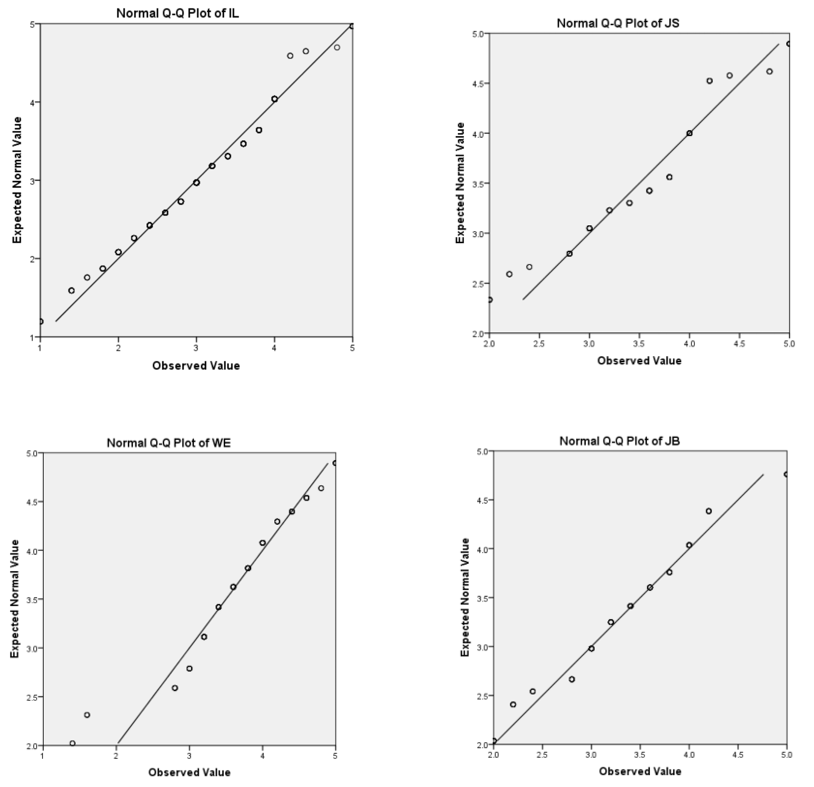 Normal Q-Q Plot of IL
5
4
3
2
1
Expected Normal Value
1 2 3 4 5
Observed Value
Normal Q-Q Plot of JS
5.0
4.5
4.0
3.5
3.0
2.5
2.0
Expected Normal Value
2.0 2.5 3.0 3.5 4.0 4.5 5.0
Observed Value
Normal Q-Q Plot of WE
5.0
4.5
4.0
3.5
3.0
2.5
2.0
Expected Normal Value
1 2 3 4 5
Observed Value
Normal Q-Q Plot of JB
5.0
4.5
4.0
3.5
3.0
2.5
2.0
Expected Normal Value
2.0 2.5 3.0 3.5 4.0 4.5 5.0
Observed Value